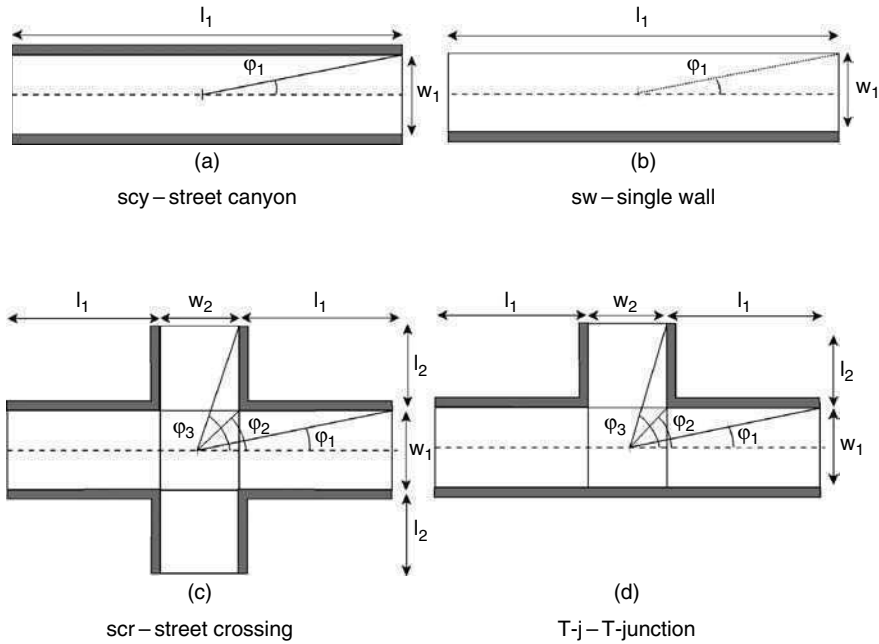 l₁
l₁
φ₁
w₁
φ₁
w₁
(a)
(b)
scy – street canyon
sw – single wall
l₁
w₂
l₁
l₁
w₂
l₁
l₂
l₂
φ₃
φ₂
φ₁
w₁
φ₃
φ₂
φ₁
w₁
l₂
(c)
(d)
scr – street crossing
T-j – T-junction